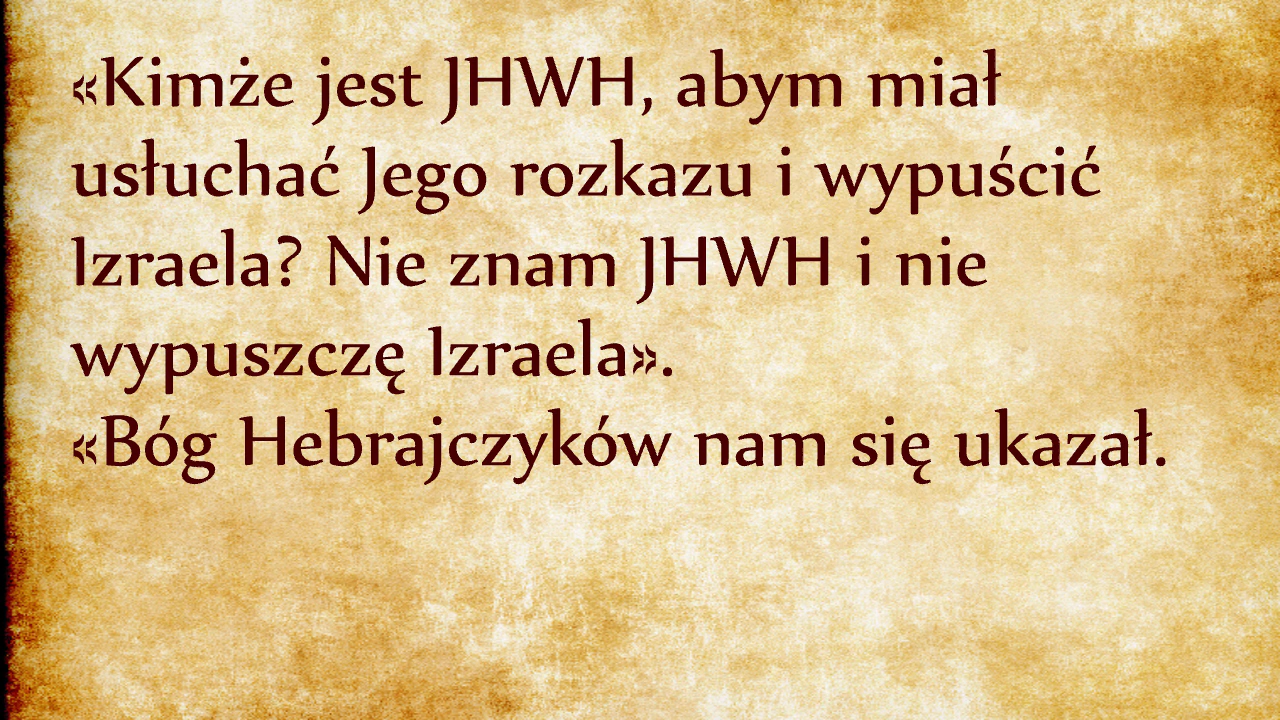 «Kimże jest JHWH, abym miał
usłuchać Jego rozkazu i wypuścić
Izraela? Nie znam JHWH i nie
wypuszczę Izraela».
«Bóg Hebrajczyków nam się ukazał.